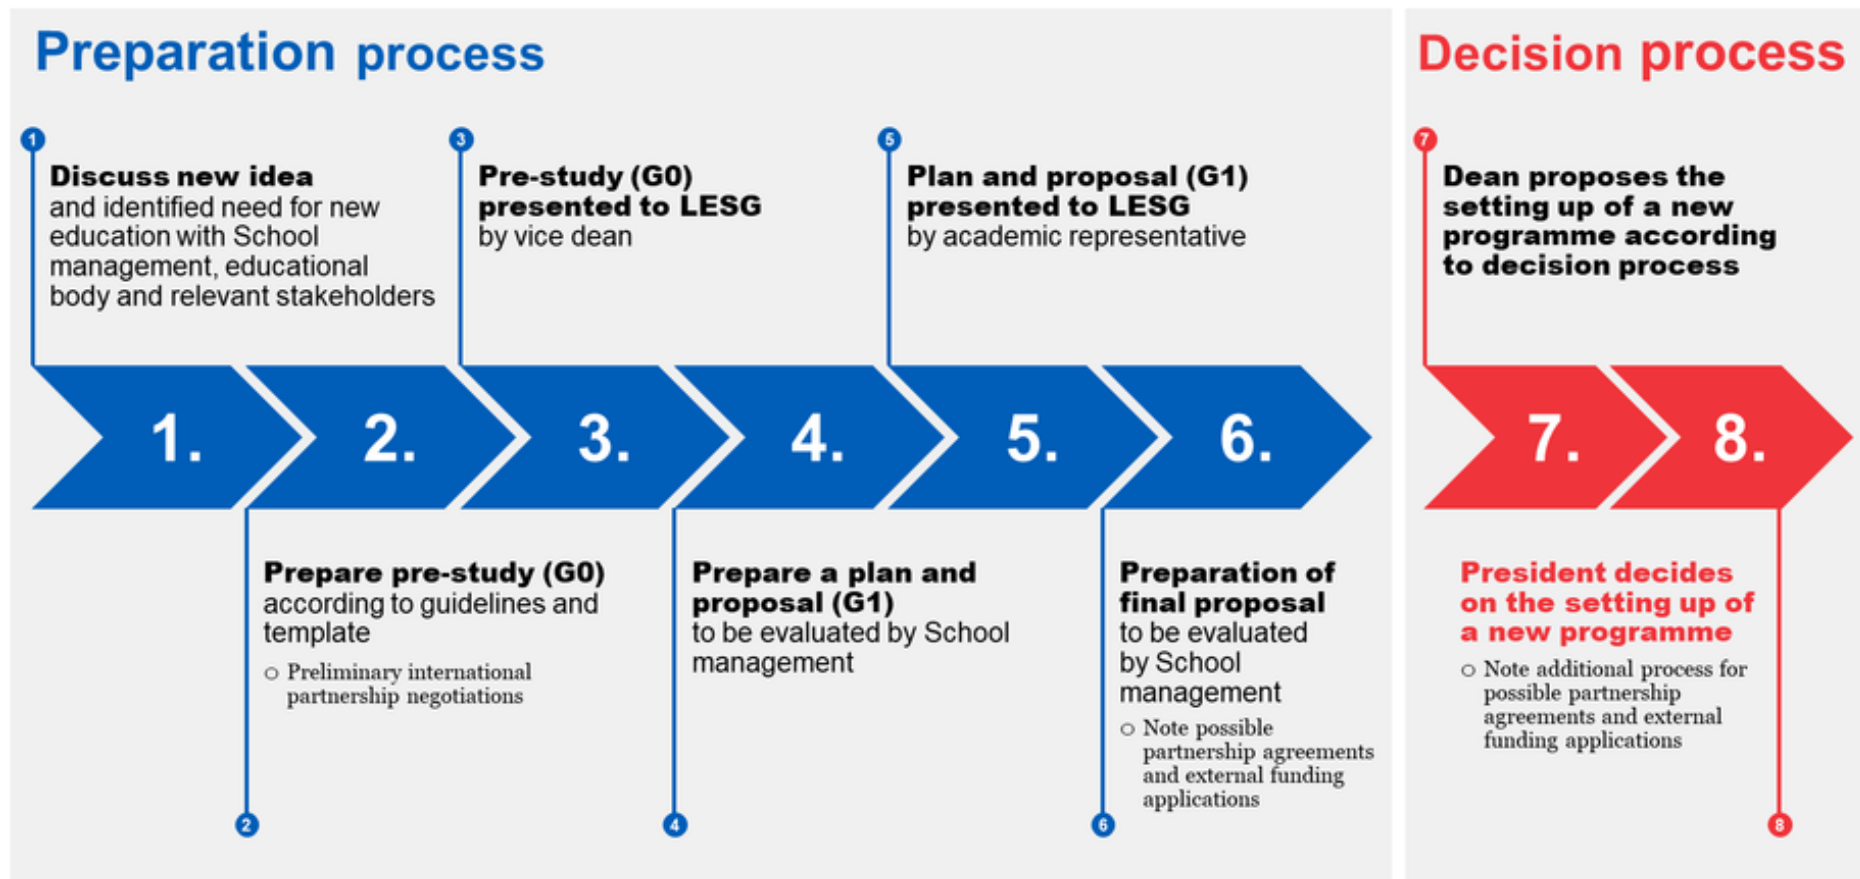 Preparation process
1
Discuss new idea
and identified need for new
education with School
management, educational
body and relevant stakeholders
3
Pre-study (G0)
presented to LESG
by vice dean
5
Plan and proposal (G1)
presented to LESG
by academic representative
1.
2.
3.
4.
5.
6.
Prepare pre-study (G0)
according to guidelines and
template
○ Preliminary international
partnership negotiations
2
Prepare a plan and
proposal (G1)
to be evaluated by School
management
4
Preparation of
final proposal
to be evaluated
by School
management
○ Note possible
partnership agreements
and external funding
applications
6
Decision process
7
Dean proposes the
setting up of a new
programme according
to decision process
7.
8.
President decides
on the setting up of
a new programme
○ Note additional process for
possible partnership
agreements and external
funding applications
8